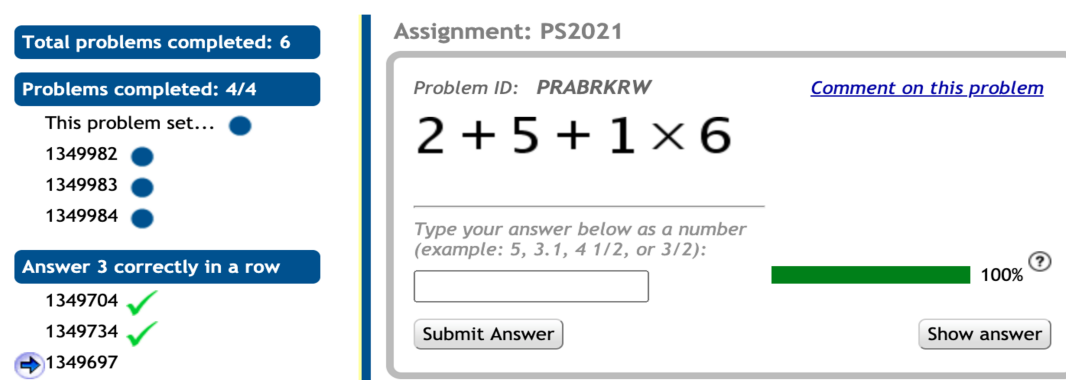 Total problems completed: 6
Problems completed: 4/4
This problem set...
1349982
1349983
1349984
Answer 3 correctly in a row
1349704
1349734
1349697
Assignment: PS2021
Problem ID: PRABRKRW
Comment on this problem
2 + 5 + 1 × 6
Type your answer below as a number
(example: 5, 3.1, 4 1/2, or 3/2):
100%
?
Submit Answer
Show answer